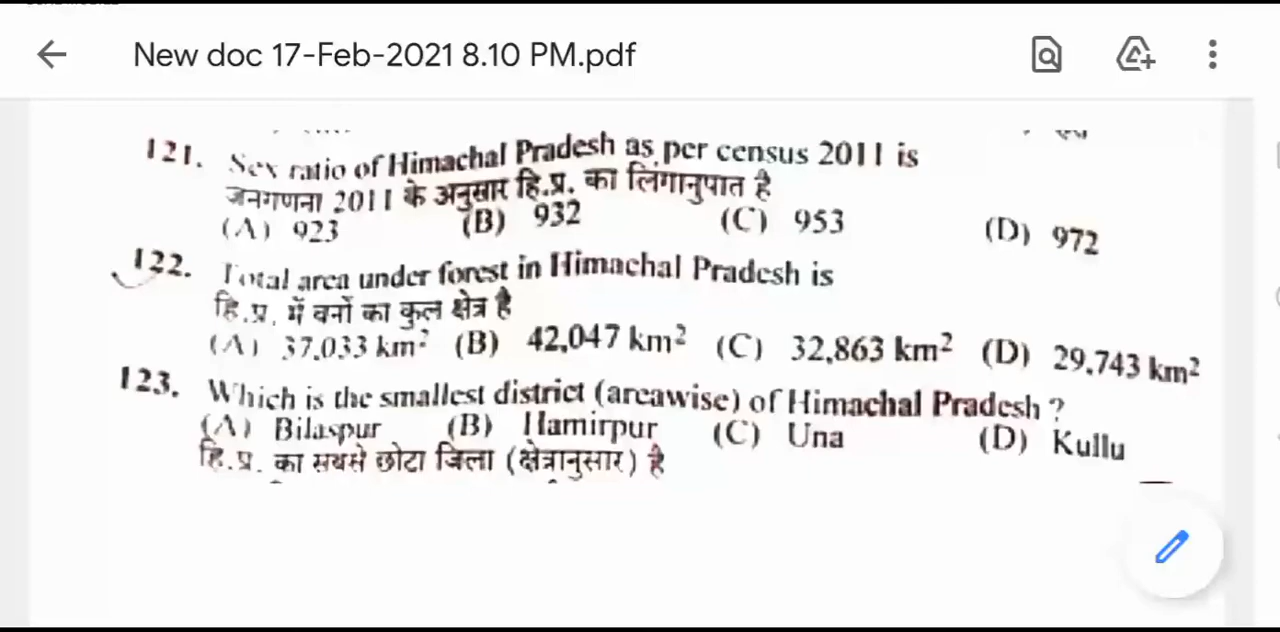 New doc 17-Feb-2021 8.10 PM.pdf
121. Sex ratio of Himachal Pradesh as per census 2011 is
जनगणना 2011 के अनुसार हि.प्र. का लिंगानुपात है
(A) 923 (B) 932 (C) 953 (D) 972
122. Total area under forest in Himachal Pradesh is
हि.प्र. में वनों का कुल क्षेत्र है
(A) 37,033 km² (B) 42,047 km² (C) 32,863 km² (D) 29,743 km²
123. Which is the smallest district (areawise) of Himachal Pradesh ?
(A) Bilaspur (B) Hamirpur (C) Una (D) Kullu
हि.प्र. का सबसे छोटा जिला (क्षेत्रानुसार) है